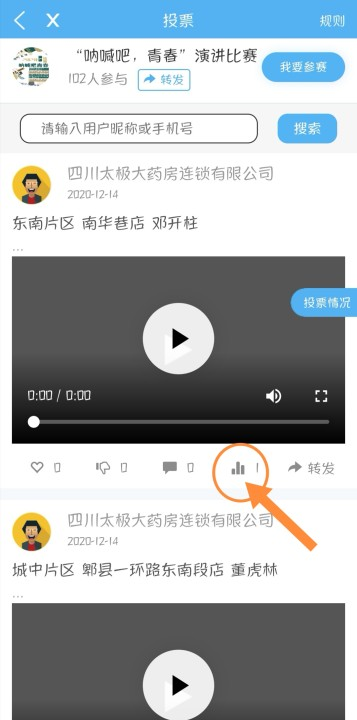 X 投票 规则
“呐喊吧，青春”演讲比赛
102人参与 转发 我要参赛
请输入用户昵称或手机号 搜索
四川太极大药房连锁有限公司
2020-12-14
东南片区 南华巷店 邓开柱
...
投票情况
0:00 / 0:00
0 0 0 1 转发
四川太极大药房连锁有限公司
2020-12-14
城中片区 郫县一环路东南段店 董虎林
...